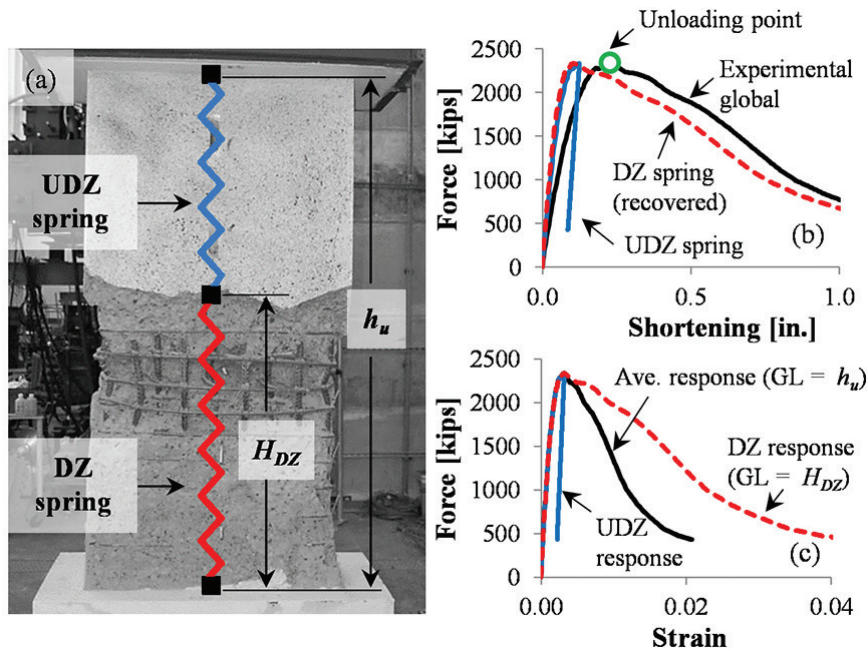 (a)
UDZ
spring
h_u
H_DZ
DZ
spring
Unloading point
2500
2000
1500
1000
500
0
Force [kips]
Experimental
global
DZ spring
(recovered)
UDZ spring
(b)
0.0
0.5
1.0
Shortening [in.]
2500
2000
1500
1000
500
0
Force [kips]
Ave. response (GL = h_u)
DZ response
(GL = H_DZ)
UDZ
response
(c)
0.00
0.02
0.04
Strain